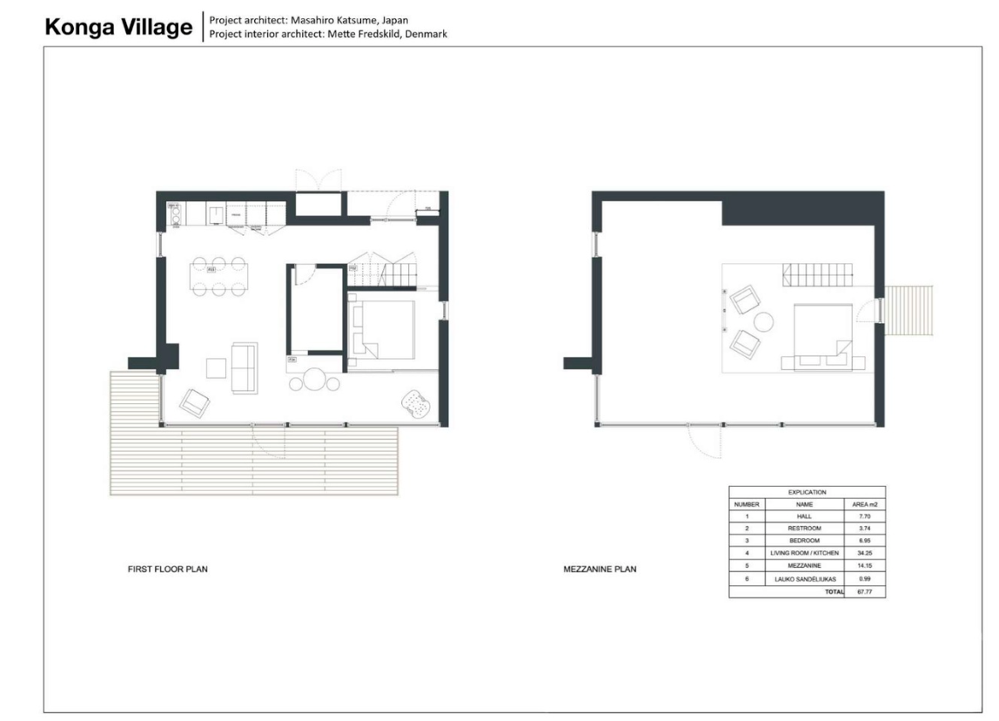 Konga Village
Project architect: Masahiro Katsume, Japan
Project interior architect: Mette Fredskild, Denmark
FIRST FLOOR PLAN
MEZZANINE PLAN
EXPLICATION
NUMBER NAME AREA m2
1 HALL 7.70
2 RESTROOM 3.74
3 BEDROOM 6.95
4 LIVING ROOM / KITCHEN 34.25
5 MEZZANINE 14.15
6 LAUKO SANDĖLIUKAS 0.99
TOTAL 67.77